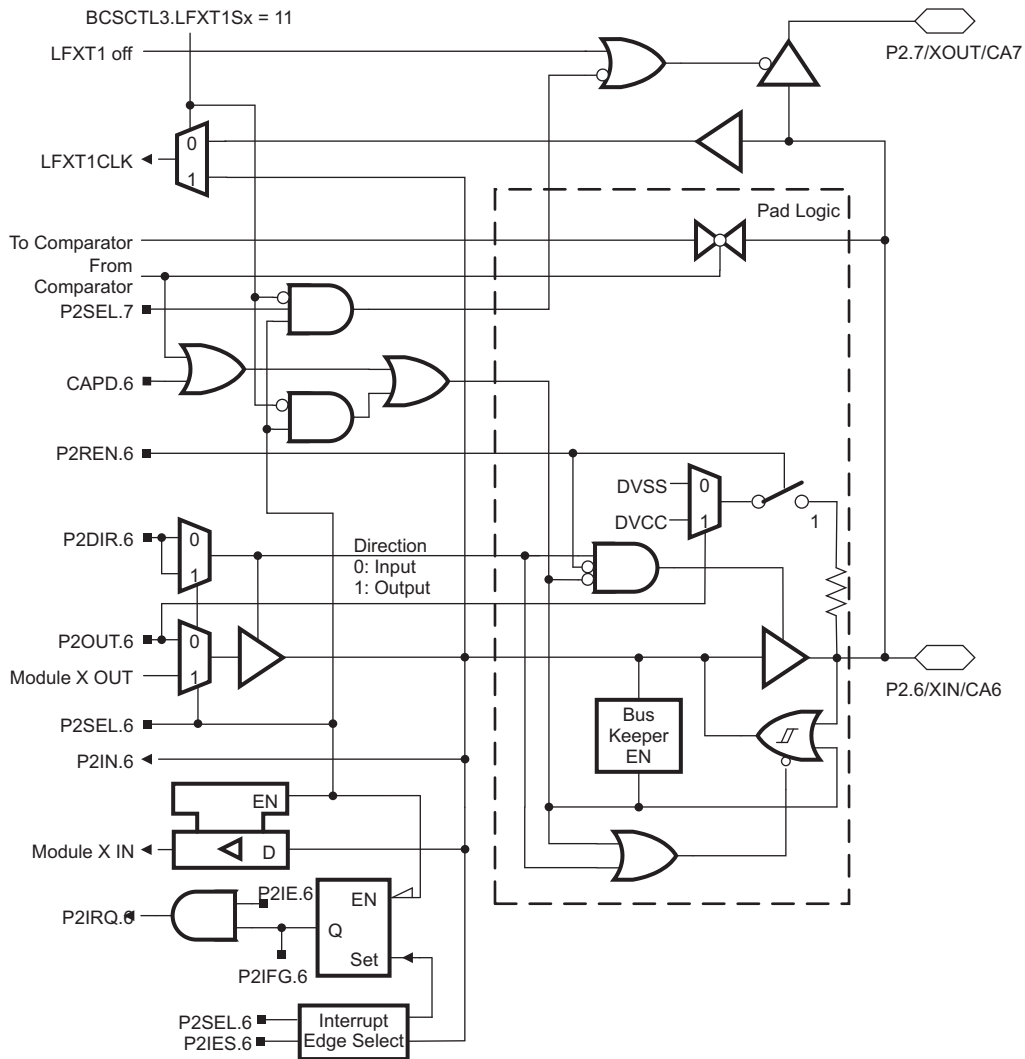 BCSCTL3.LFXT1Sx = 11
LFXT1 off
P2.7/XOUT/CA7
0
LFXT1CLK
1
Pad Logic
To Comparator
From
Comparator
P2SEL.7
CAPD.6
P2REN.6
DVSS
0
DVCC
1
1
P2DIR.6
0
1
Direction
0: Input
1: Output
P2OUT.6
0
Module X OUT
1
P2.6/XIN/CA6
P2SEL.6
Bus
Keeper
EN
P2IN.6
EN
Module X IN
D
P2IE.6
P2IRQ.6
EN
Q
Set
P2IFG.6
P2SEL.6
P2IES.6
Interrupt
Edge Select